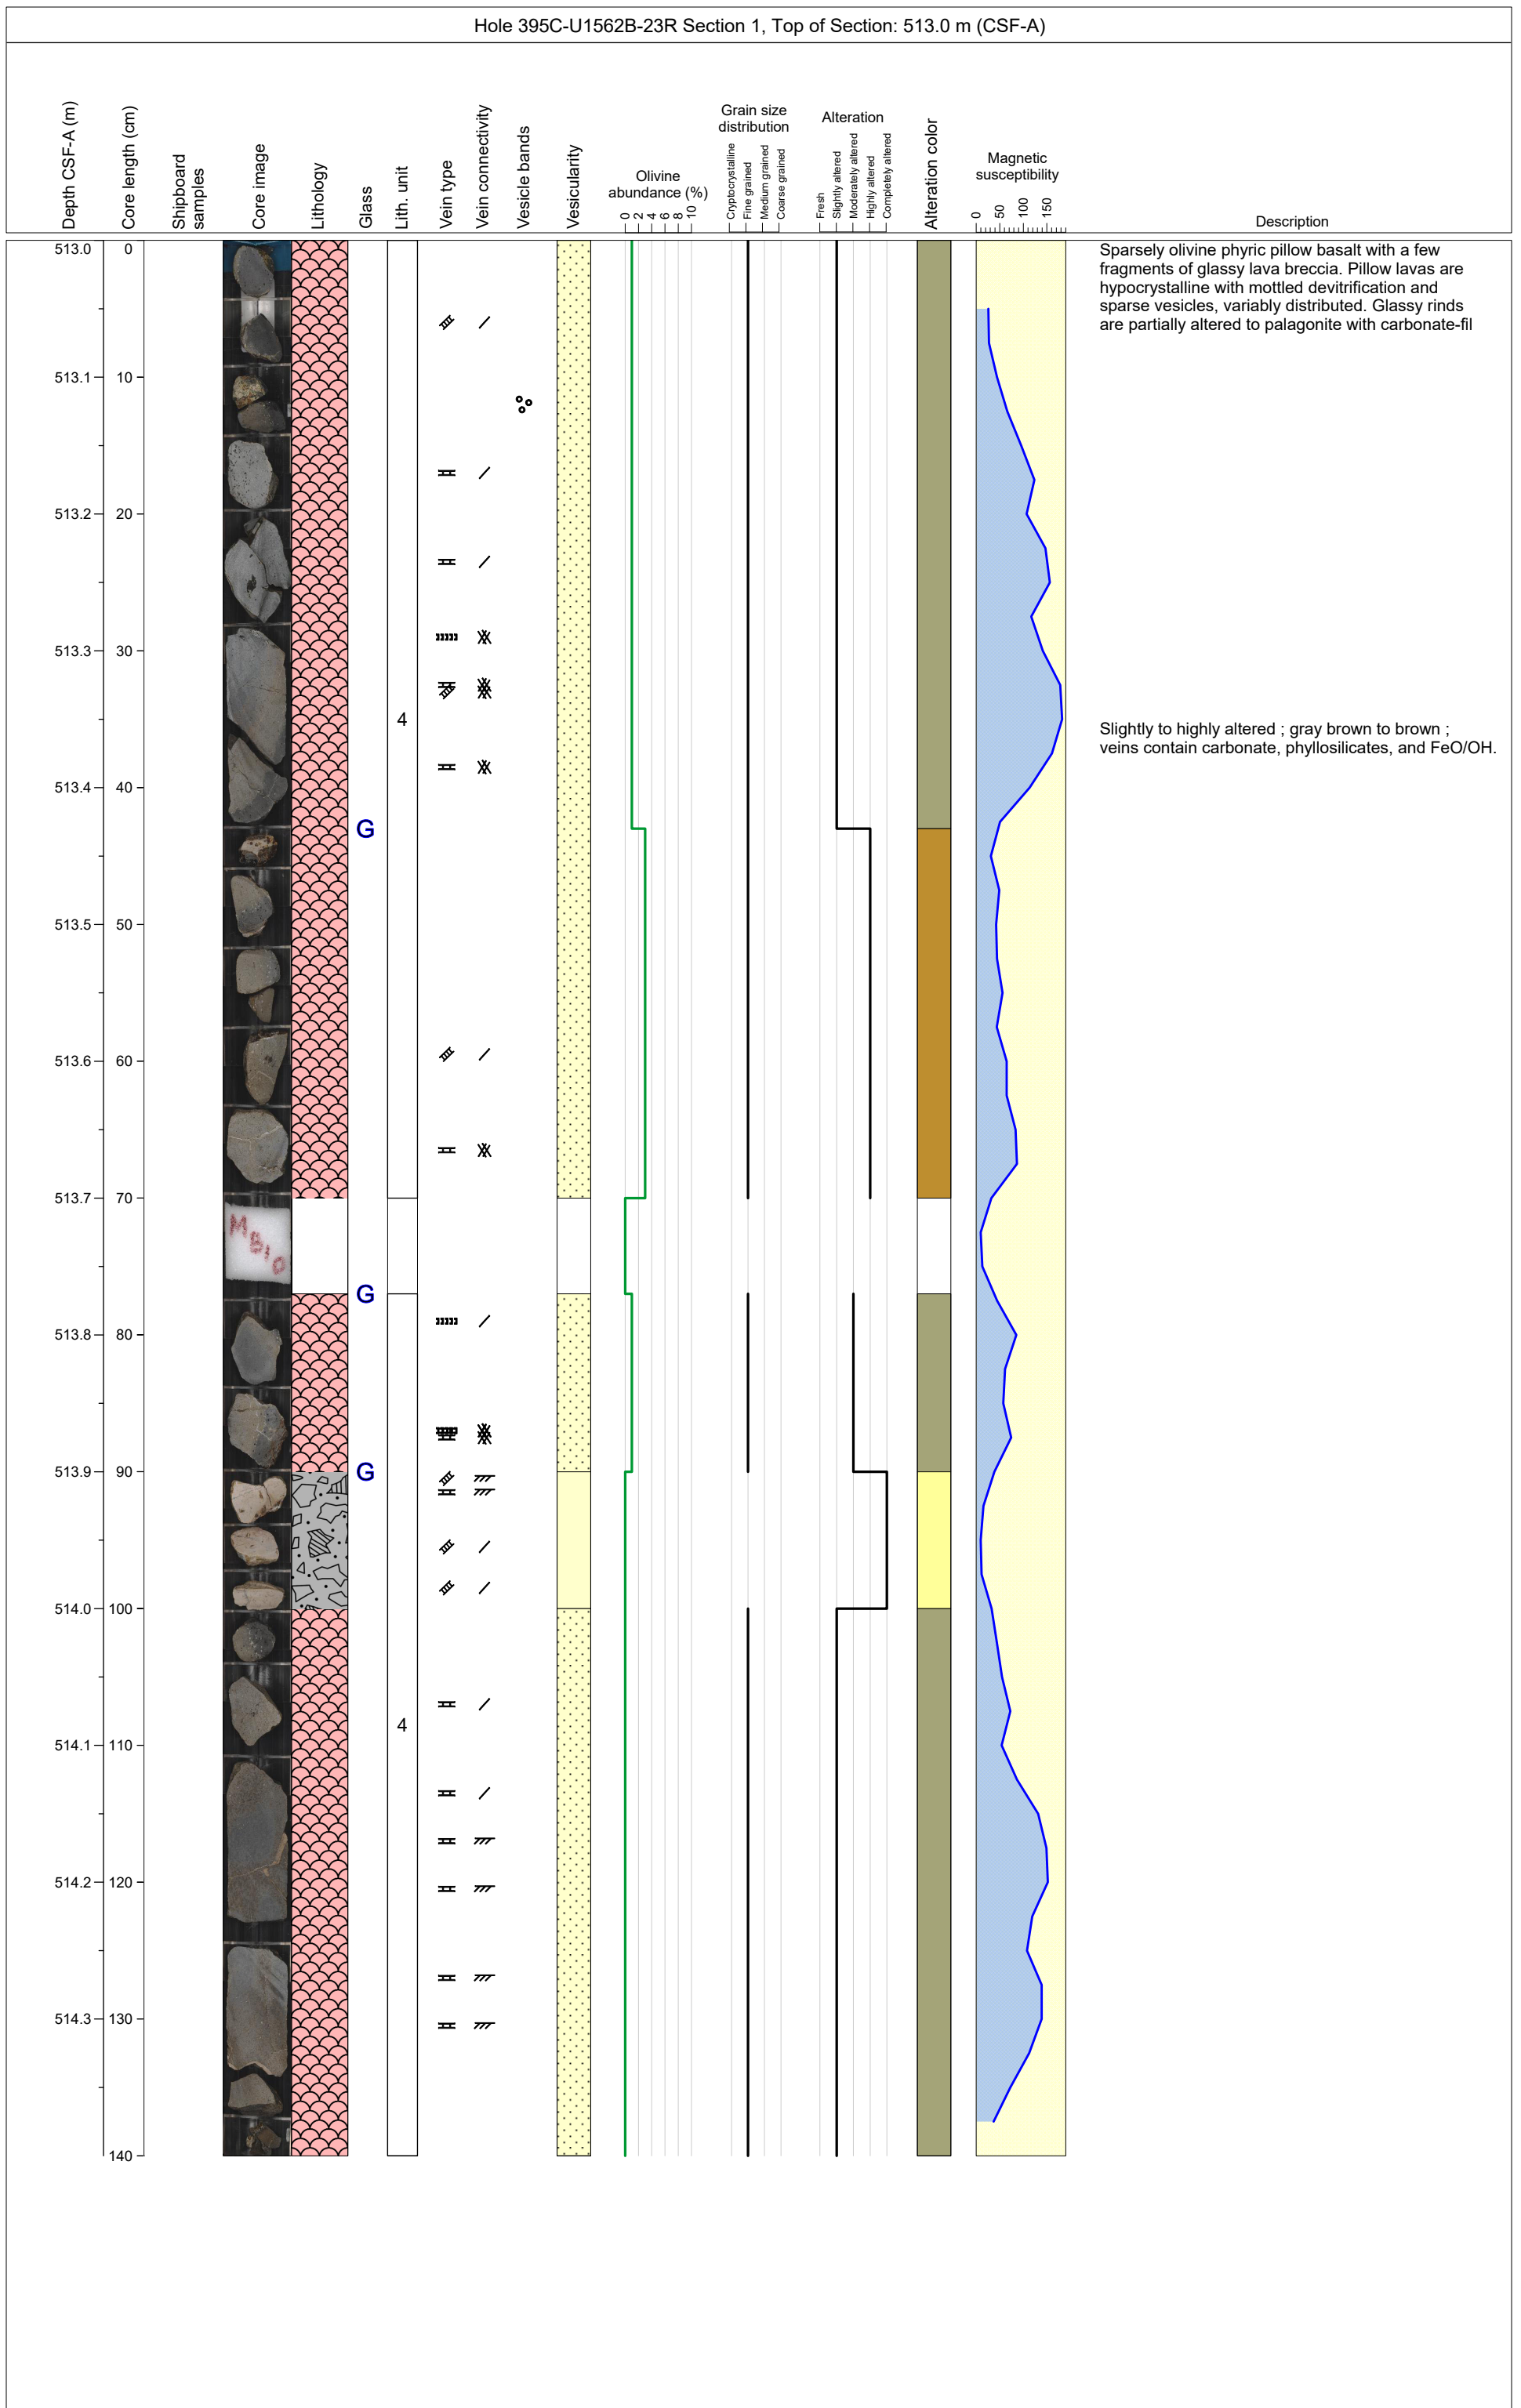 Hole 395C-U1562B-23R Section 1, Top of Section: 513.0 m (CSF-A)
Depth CSF-A (m)
Core length (cm)
Shipboard
samples
Core image
Lithology
Glass
Lith. unit
Vein type
Vein connectivity
Vesicle bands
Vesicularity
Olivine
abundance (%)
0 2 4 6 8 10
Grain size
distribution
Cryptocrystalline
Fine grained
Medium grained
Coarse grained
Alteration
Fresh
Slightly altered
Moderately altered
Highly altered
Completely altered
Alteration color
Magnetic
susceptibility
0 50 100 150
Description
513.0 0
Sparsely olivine phyric pillow basalt with a few
fragments of glassy lava breccia. Pillow lavas are
hypocrystalline with mottled devitrification and
sparse vesicles, variably distributed. Glassy rinds
are partially altered to palagonite with carbonate-fil
513.1 10
513.2 20
513.3 30
4
Slightly to highly altered ; gray brown to brown ;
veins contain carbonate, phyllosilicates, and FeO/OH.
513.4 40
G
513.5 50
513.6 60
513.7 70
MBIO
G
513.8 80
513.9 90
G
514.0 100
4
514.1 110
514.2 120
514.3 130
140